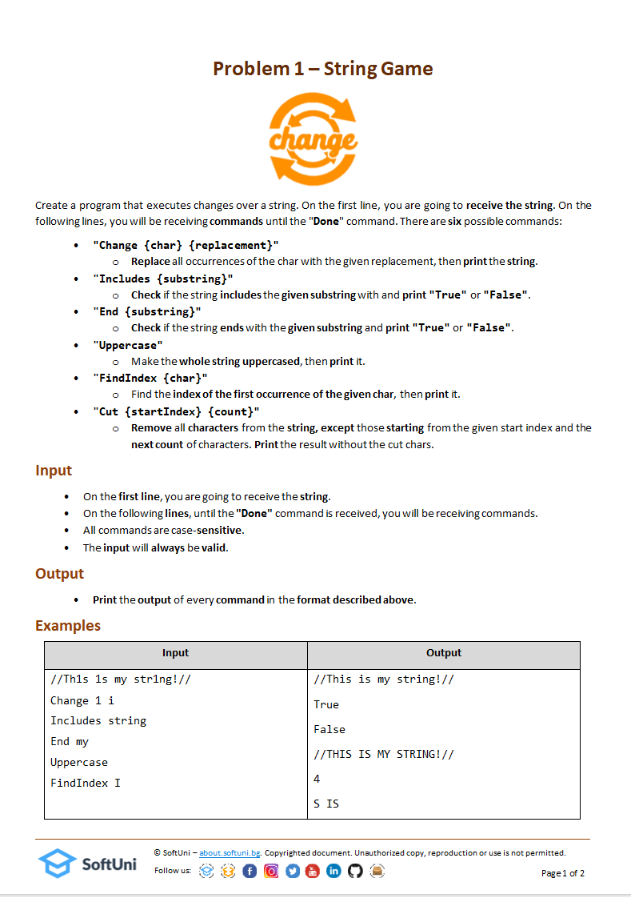 Problem 1 – String Game
change
Create a program that executes changes over a string. On the first line, you are going to receive the string. On the
following lines, you will be receiving commands until the "Done" command. There are six possible commands:
• "Change {char} {replacement}"
o Replace all occurrences of the char with the given replacement, then print the string.
• "Includes {substring}"
o Check if the string includes the given substring with and print "True" or "False".
• "End {substring}"
o Check if the string ends with the given substring and print "True" or "False".
• "Uppercase"
o Make the whole string uppercased, then print it.
• "FindIndex {char}"
o Find the index of the first occurrence of the given char, then print it.
• "Cut {startIndex} {count}"
o Remove all characters from the string, except those starting from the given start index and the
next count of characters. Print the result without the cut chars.
Input
• On the first line, you are going to receive the string.
• On the following lines, until the "Done" command is received, you will be receiving commands.
• All commands are case-sensitive.
• The input will always be valid.
Output
• Print the output of every command in the format described above.
Examples
Input Output
//Th1s 1s my str1ng!// //This is my string!//
Change 1 i True
Includes string False
End my //THIS IS MY STRING!//
Uppercase 4
FindIndex I S IS
SoftUni
© SoftUni – about.softuni.bg. Copyrighted document. Unauthorized copy, reproduction or use is not permitted.
Follow us:
Page 1 of 2